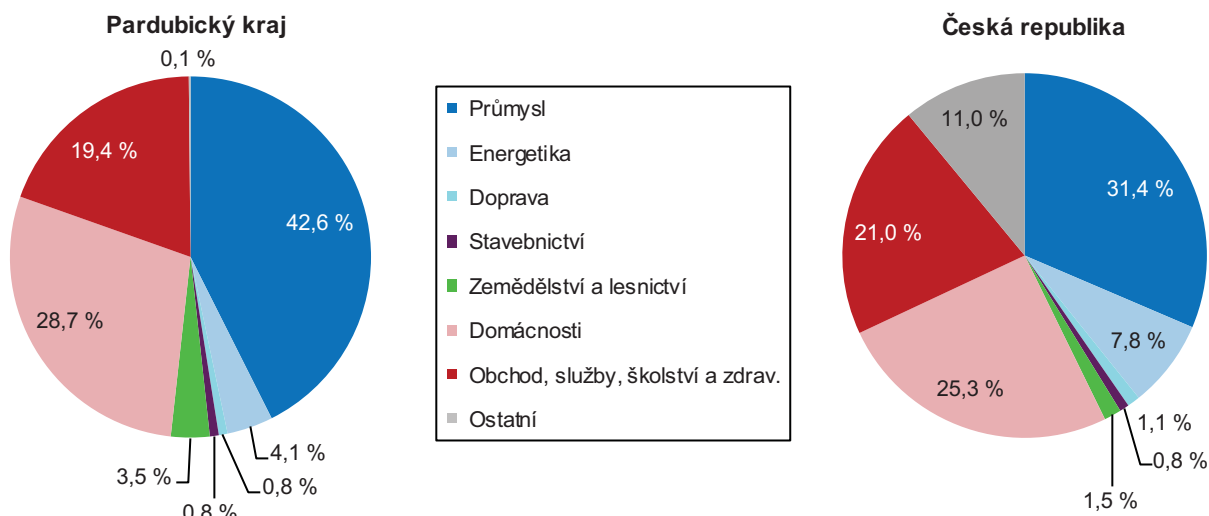 Pardubický kraj
0,1 %
19,4 %
42,6 %
28,7 %
4,1 %
3,5 %
0,8 %
0,8 %
Průmysl
Energetika
Doprava
Stavebnictví
Zemědělství a lesnictví
Domácnosti
Obchod, služby, školství a zdrav.
Ostatní
Česká republika
11,0 %
31,4 %
21,0 %
7,8 %
25,3 %
1,1 %
0,8 %
1,5 %